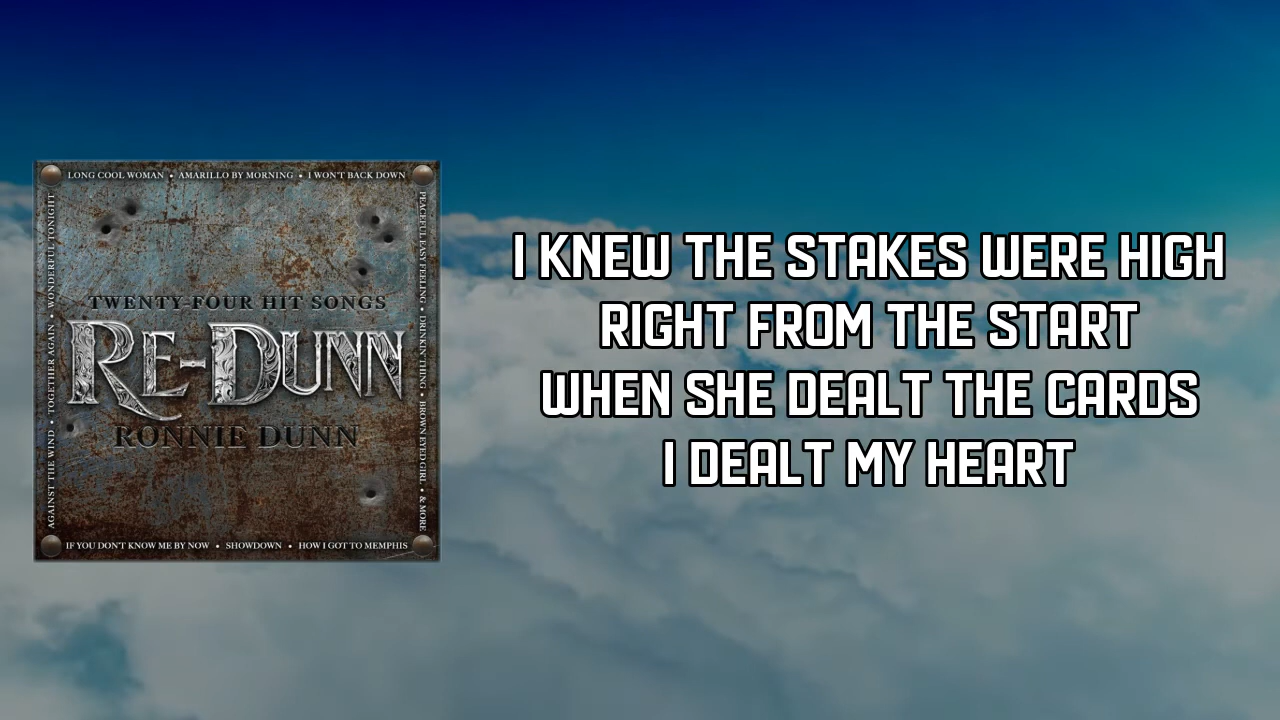 LONG COOL WOMAN • AMARILLO BY MORNING • I WON'T BACK DOWN
AGAINST THE WIND • TOGETHER AGAIN • WONDERFUL TONIGHT
PEACEFUL EASY FEELING • DRINKIN' THING • BROWN EYED GIRL • & MORE
TWENTY-FOUR HIT SONGS
RE-DUNN
RONNIE DUNN
IF YOU DON'T KNOW ME BY NOW • SHOWDOWN • HOW I GOT TO MEMPHIS
I KNEW THE STAKES WERE HIGH
RIGHT FROM THE START
WHEN SHE DEALT THE CARDS
I DEALT MY HEART